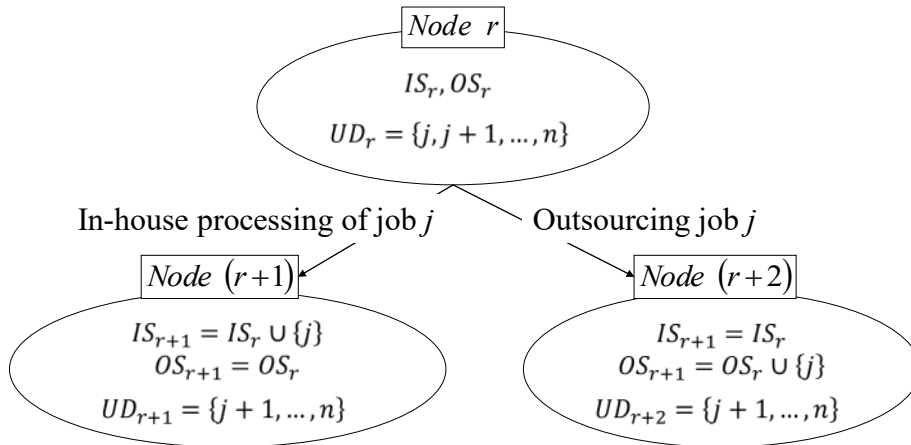 Node r
IS_r, OS_r
UD_r = {j, j + 1, …, n}
In-house processing of job j
Outsourcing job j
Node (r+1)
Node (r+2)
IS_{r+1} = IS_r ∪ {j}
OS_{r+1} = OS_r
UD_{r+1} = {j + 1, …, n}
IS_{r+1} = IS_r
OS_{r+1} = OS_r ∪ {j}
UD_{r+2} = {j + 1, …, n}